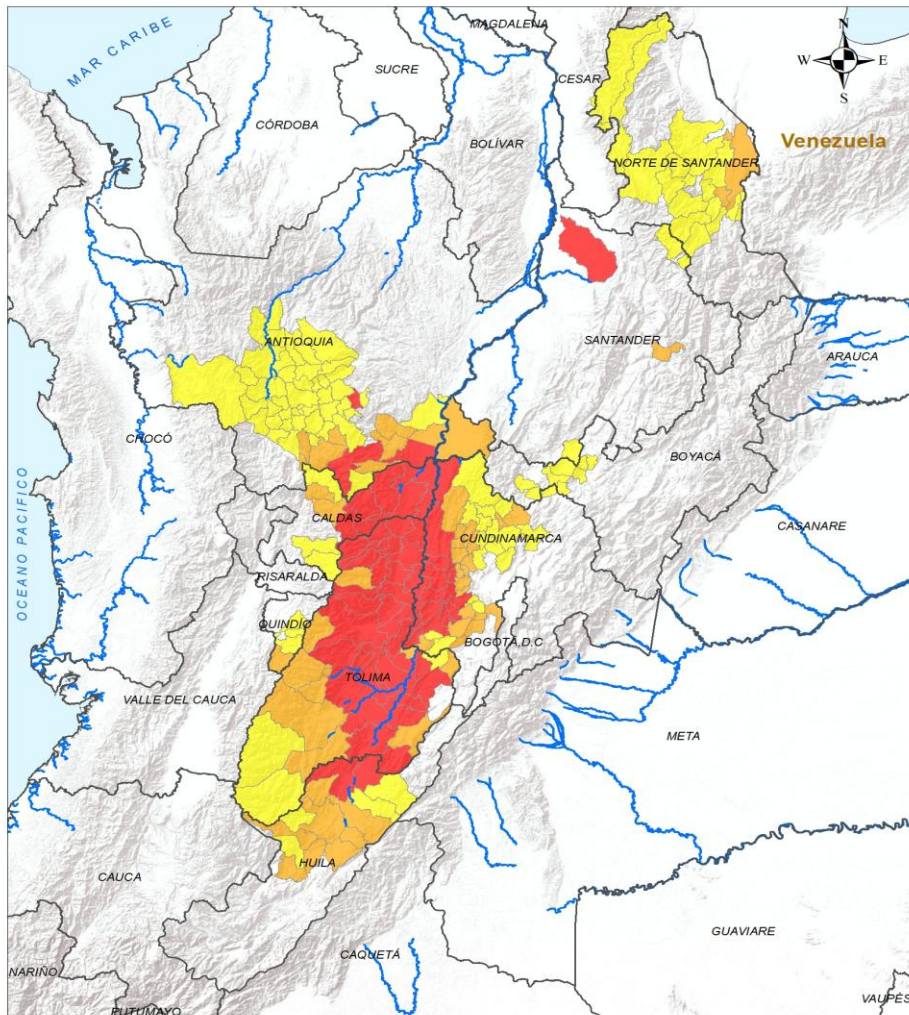 MAGDALENA
MAR CARIBE
N
W
E
S
SUCRE
CESAR
CÓRDOBA
BOLÍVAR
Venezuela
NORTE DE SANTANDER
ANTIOQUIA
SANTANDER
ARAUCA
CHOCÓ
BOYACÁ
CALDAS
CASANARE
CUNDINAMARCA
OCEANO PACIFICO
RISARALDA
QUINDÍO
BOGOTÁ, D.C
TOLIMA
VALLE DEL CAUCA
META
HUILA
CAUCA
GUAVIARE
CAQUETÁ
NARIÑO
VAUPÉS
PUTUMAYO